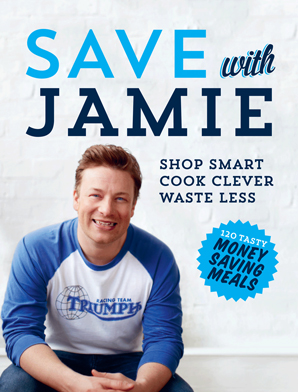 SAVE with
JAMIE
SHOP SMART
COOK CLEVER
WASTE LESS
120 TASTY
MONEY
SAVING
MEALS
RACING TEAM
TRIUMPH